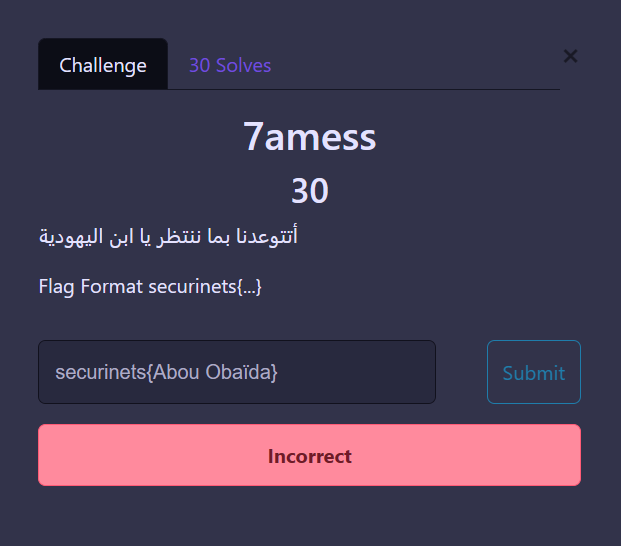 Challenge
30 Solves
×
7amess
30
أتتوعدنا بما ننتظر يا ابن اليهودية
Flag Format securinets{...}
securinets{Abou Obaïda}
Submit
Incorrect